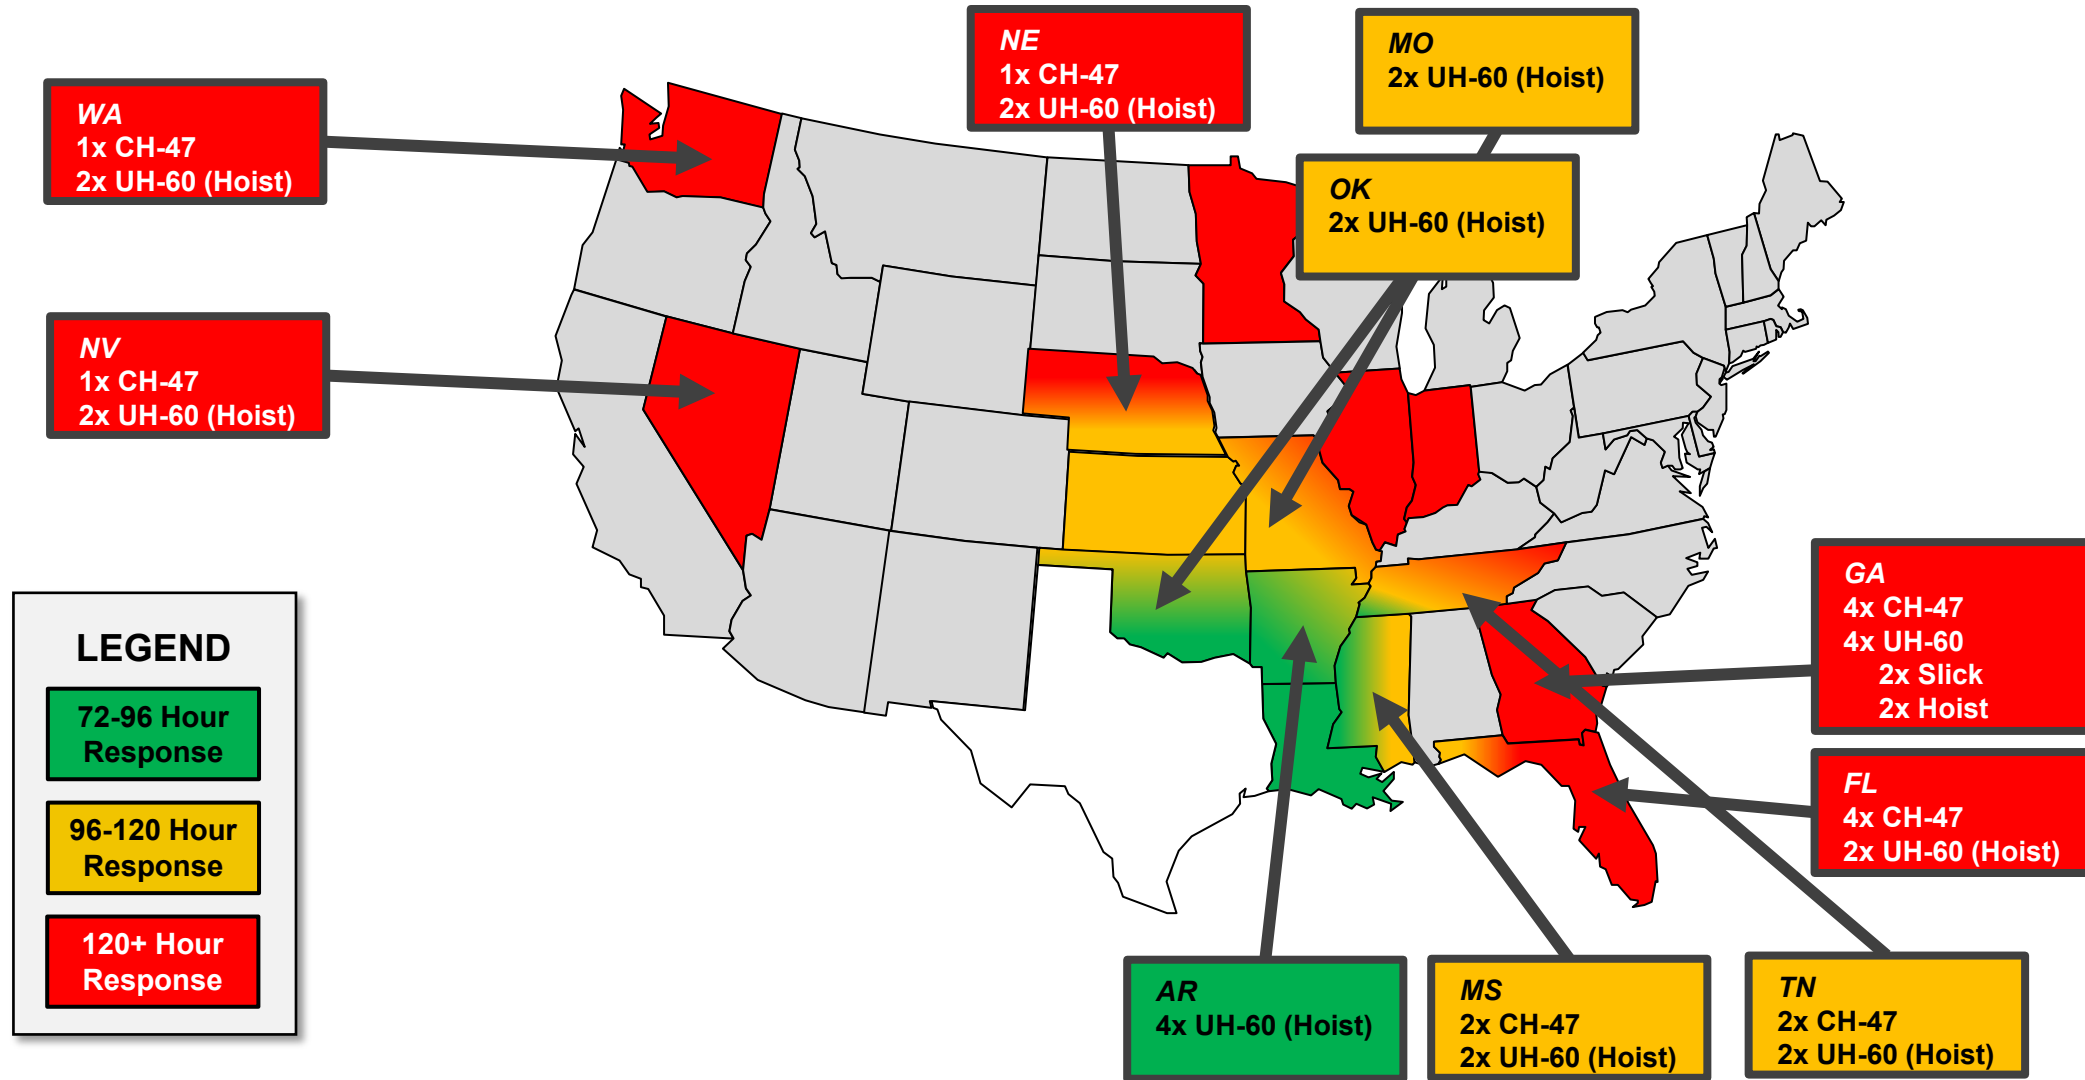 NE
1x CH-47
2x UH-60 (Hoist)
MO
2x UH-60 (Hoist)
WA
1x CH-47
2x UH-60 (Hoist)
OK
2x UH-60 (Hoist)
NV
1x CH-47
2x UH-60 (Hoist)
GA
4x CH-47
4x UH-60
2x Slick
2x Hoist
LEGEND
72-96 Hour
Response
96-120 Hour
Response
120+ Hour
Response
FL
4x CH-47
2x UH-60 (Hoist)
AR
4x UH-60 (Hoist)
MS
2x CH-47
2x UH-60 (Hoist)
TN
2x CH-47
2x UH-60 (Hoist)